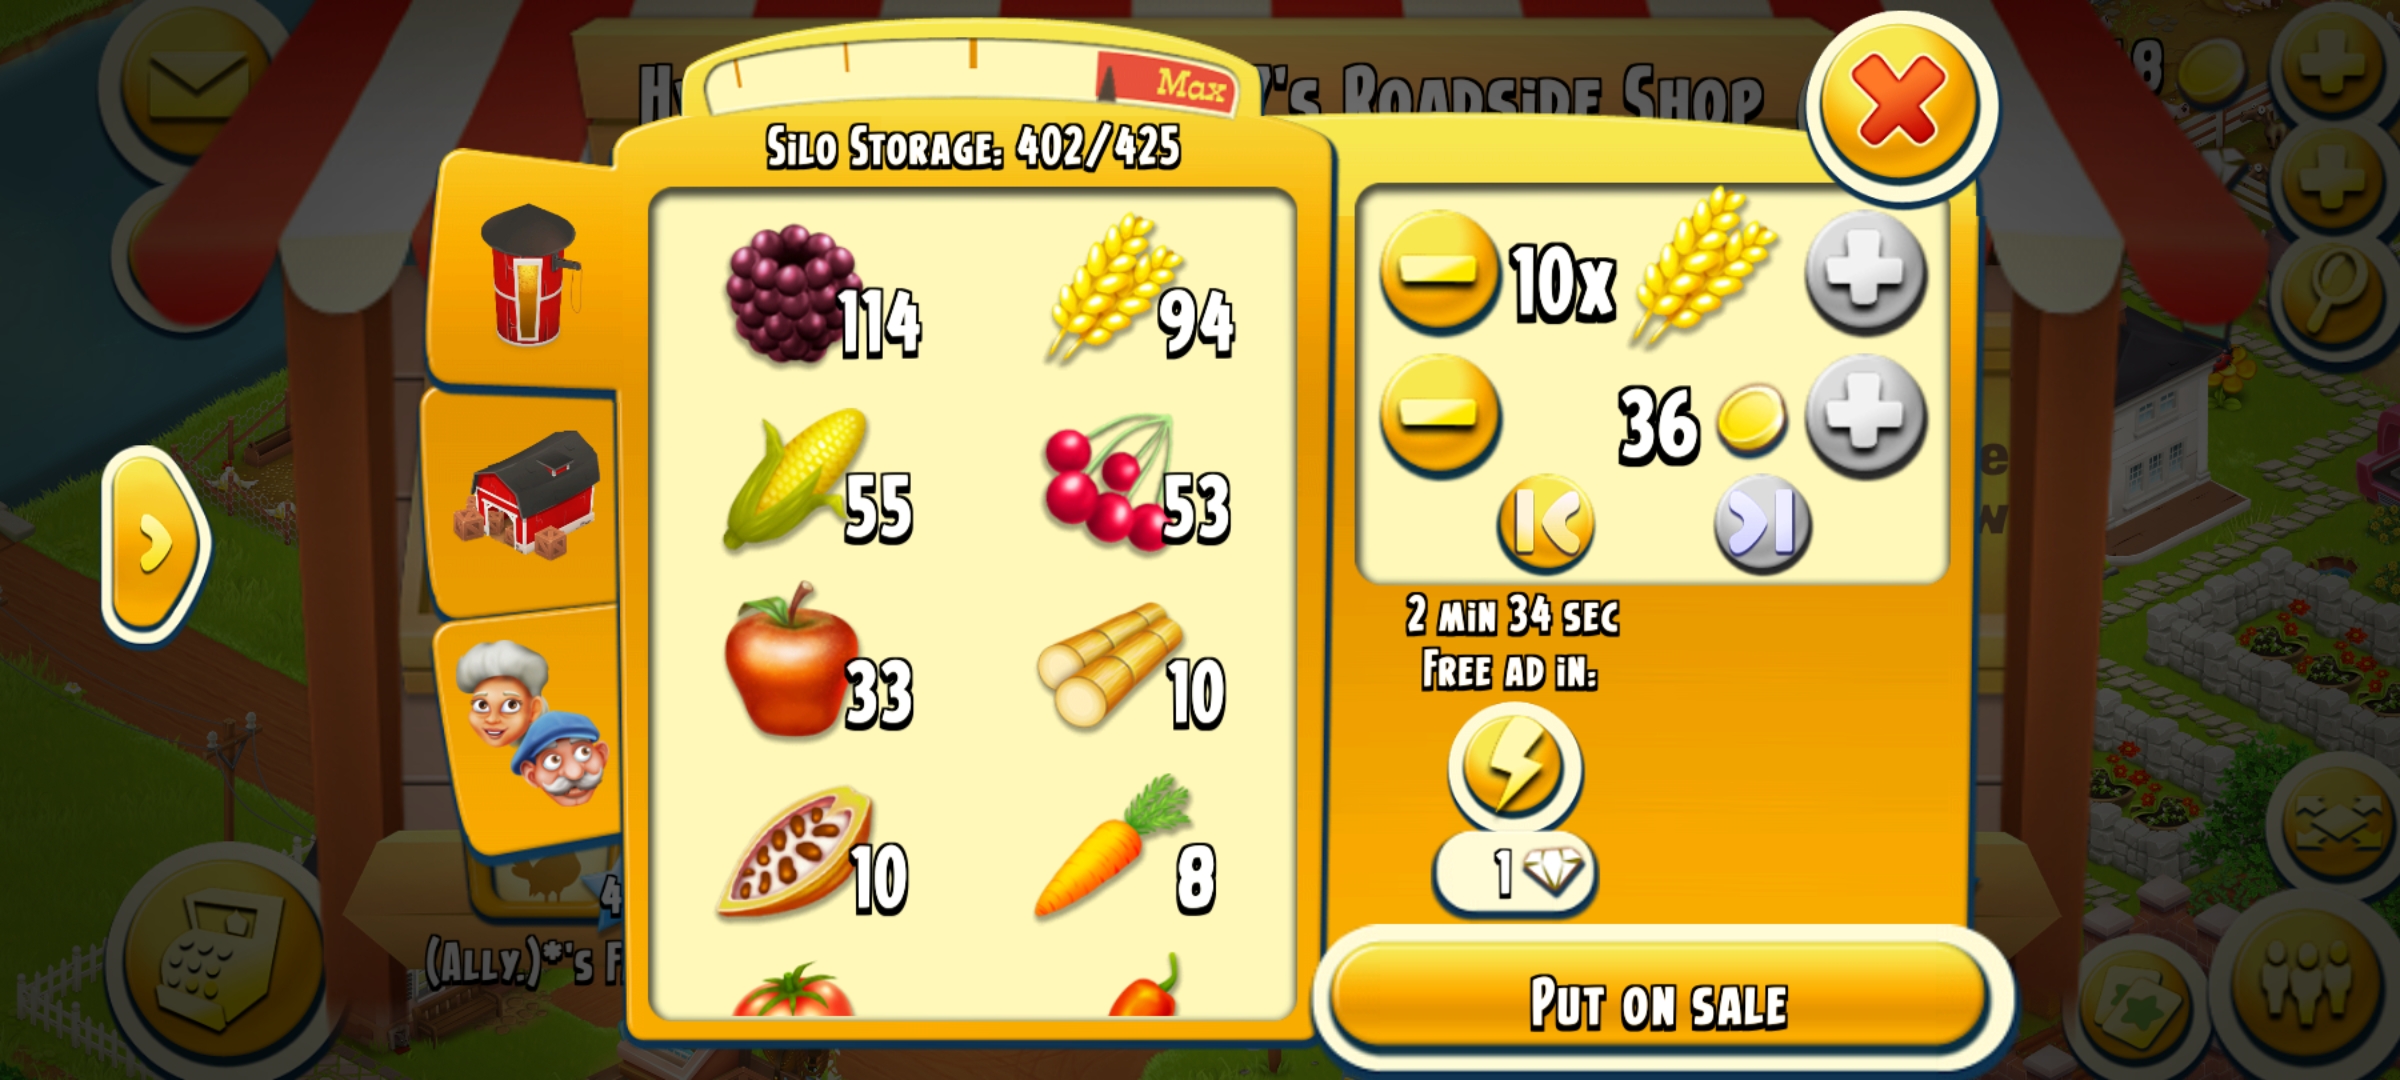 's Roadside Shop
Max
Silo Storage: 402/425
114
94
55
53
33
10
10
8
10x
36
2 min 34 sec
Free ad in:
1
Put on sale
(Ally.)*'s